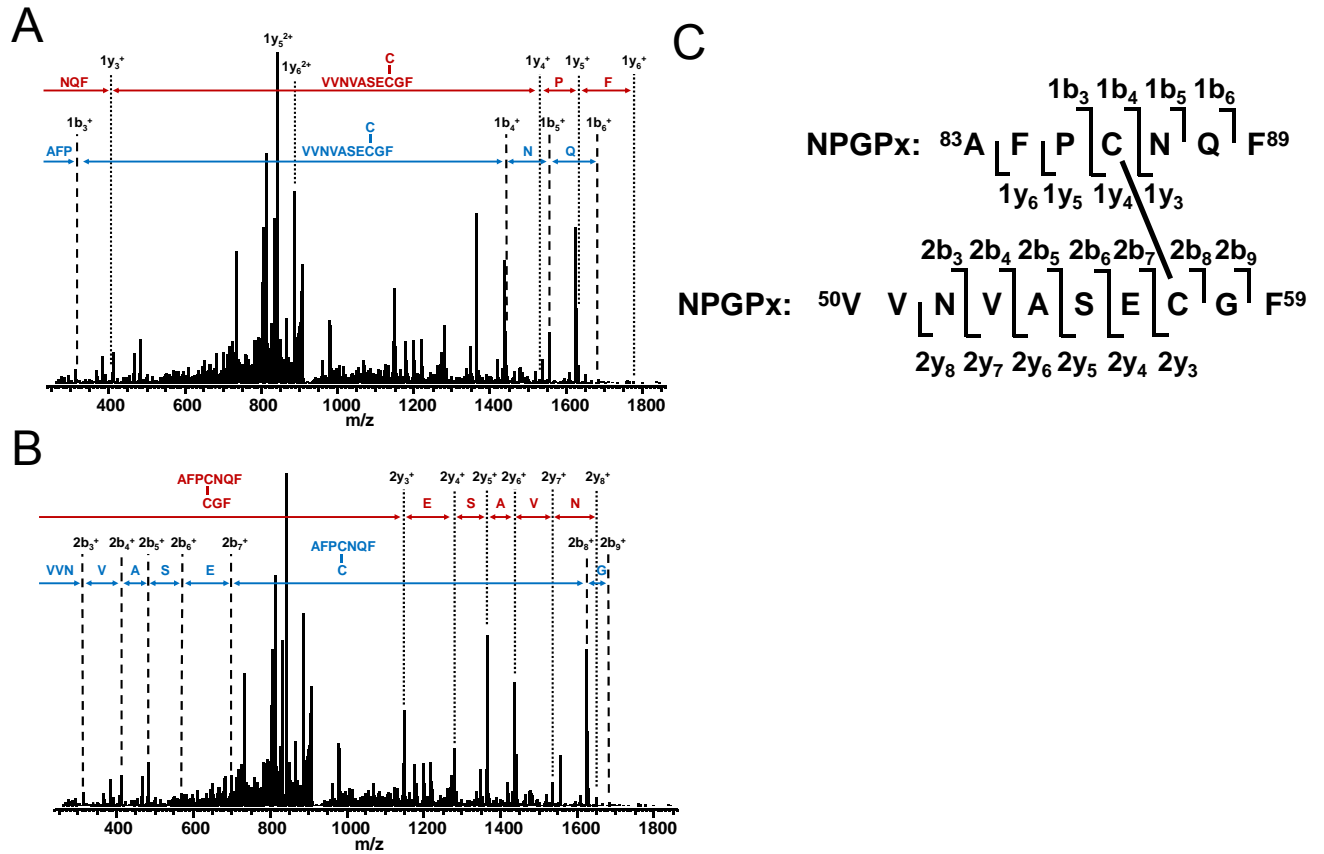 A
1y₅²⁺
1y₃⁺ 1y₆²⁺ C 1y₄⁺ 1y₅⁺ 1y₆⁺
NQF VVNVASECGF P F
1b₃⁺ C 1b₄⁺ 1b₅⁺ 1b₆⁺
AFP VVNVASECGF N Q
400 600 800 1000 1200 1400 1600 1800
m/z
B
AFPCNQF 2y₃⁺ 2y₄⁺ 2y₅⁺ 2y₆⁺ 2y₇⁺ 2y₈⁺
CGF E S A V N
2b₃⁺ 2b₄⁺ 2b₅⁺ 2b₆⁺ 2b₇⁺ AFPCNQF 2b₈⁺ 2b₉⁺
VVN V A S E C G
400 600 800 1000 1200 1400 1600 1800
m/z
C
1b₃ 1b₄ 1b₅ 1b₆
NPGPx: ⁸³A F P C N Q F⁸⁹
1y₆ 1y₅ 1y₄ 1y₃
2b₃ 2b₄ 2b₅ 2b₆ 2b₇ 2b₈ 2b₉
NPGPx: ⁵⁰V V N V A S E C G F⁵⁹
2y₈ 2y₇ 2y₆ 2y₅ 2y₄ 2y₃